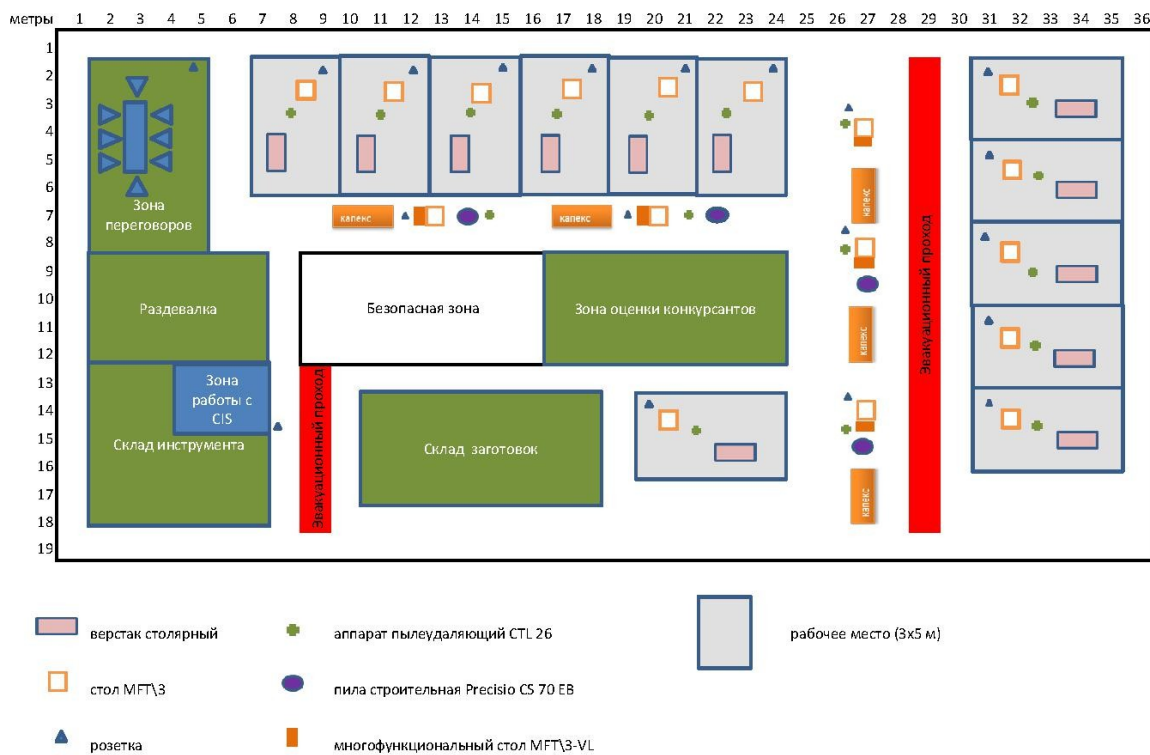 метры 1 2 3 4 5 6 7 8 9 10 11 12 13 14 15 16 17 18 19 20 21 22 23 24 25 26 27 28 29 30 31 32 33 34 35 36
1
2
3
4
5
6
7
8
9
10
11
12
13
14
15
16
17
18
19
Зона
переговоров
капекс
капекс
капекс
Раздевалка
Безопасная зона
Зона оценки конкурсантов
капекс
Эвакуационный проход
Зона
работы с
CIS
Склад инструмента
Эвакуационный проход
Склад заготовок
капекс
верстак столярный
аппарат пылеудаляющий CTL 26
рабочее место (3х5 м)
стол MFT\3
пила строительная Precisio CS 70 EB
розетка
многофункциональный стол MFT\3-VL